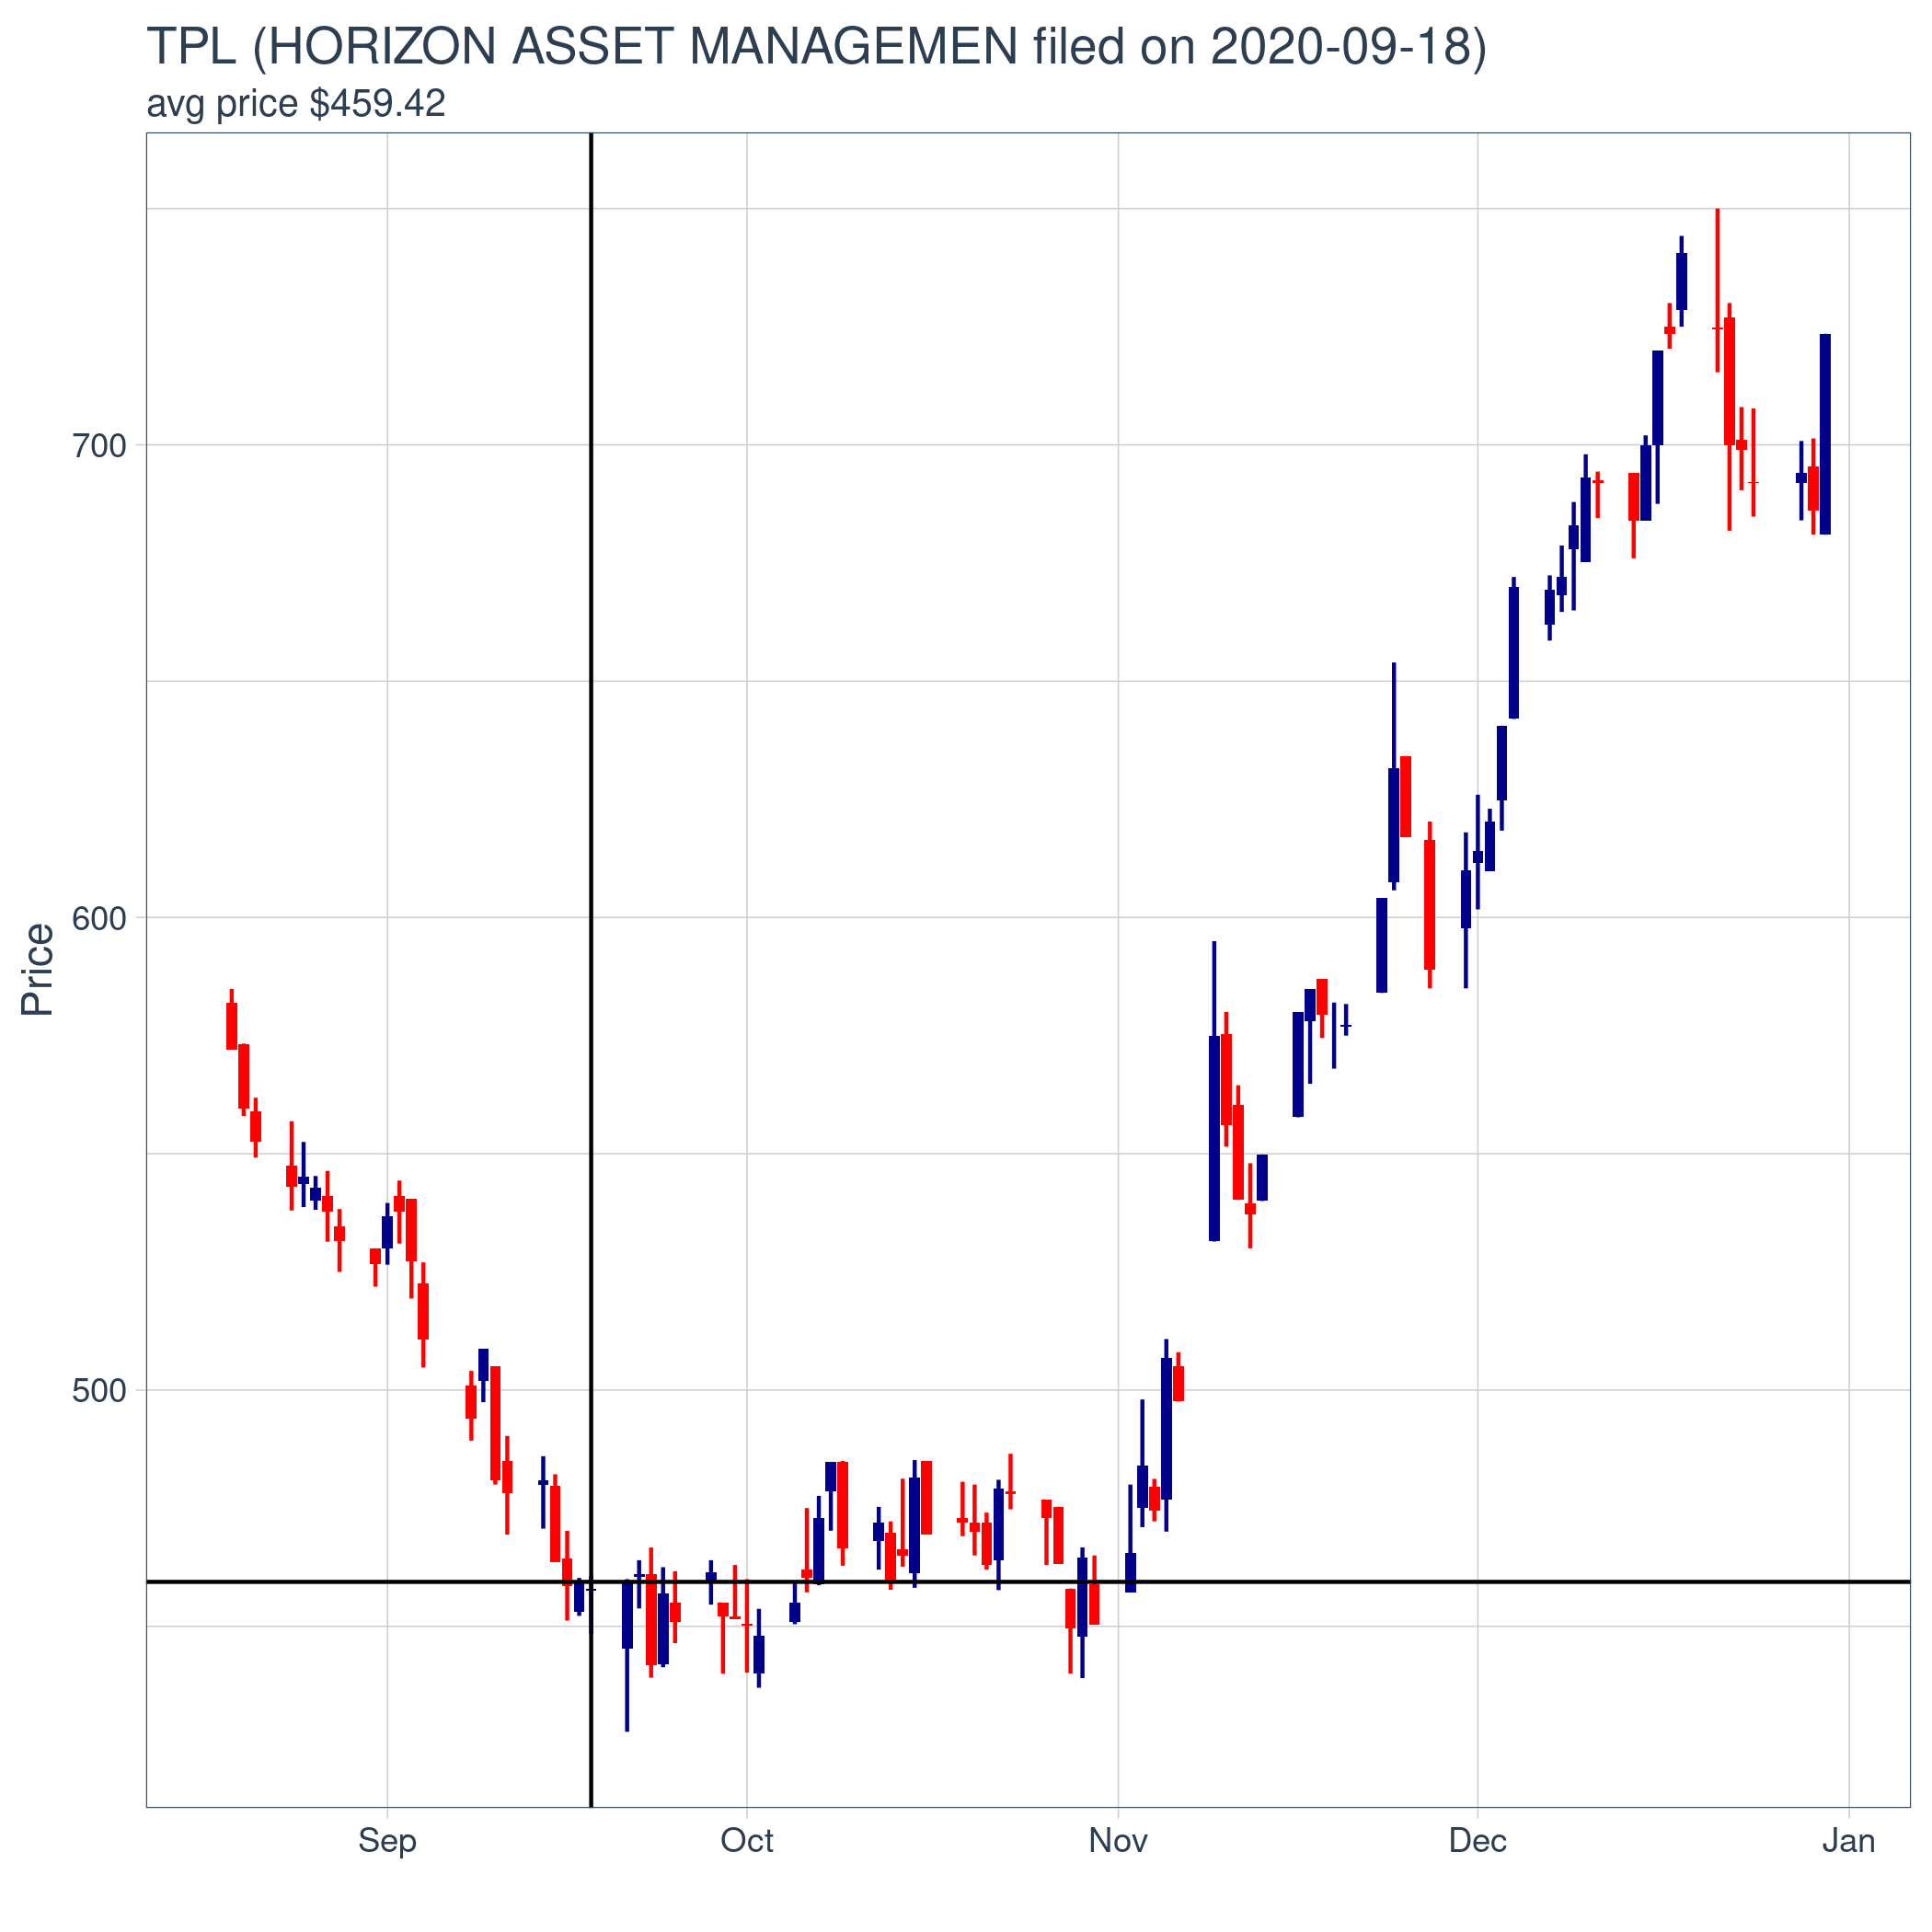 TPL (HORIZON ASSET MANAGEMEN filed on 2020-09-18)
avg price $459.42
700
600
500
Price
Sep Oct Nov Dec Jan